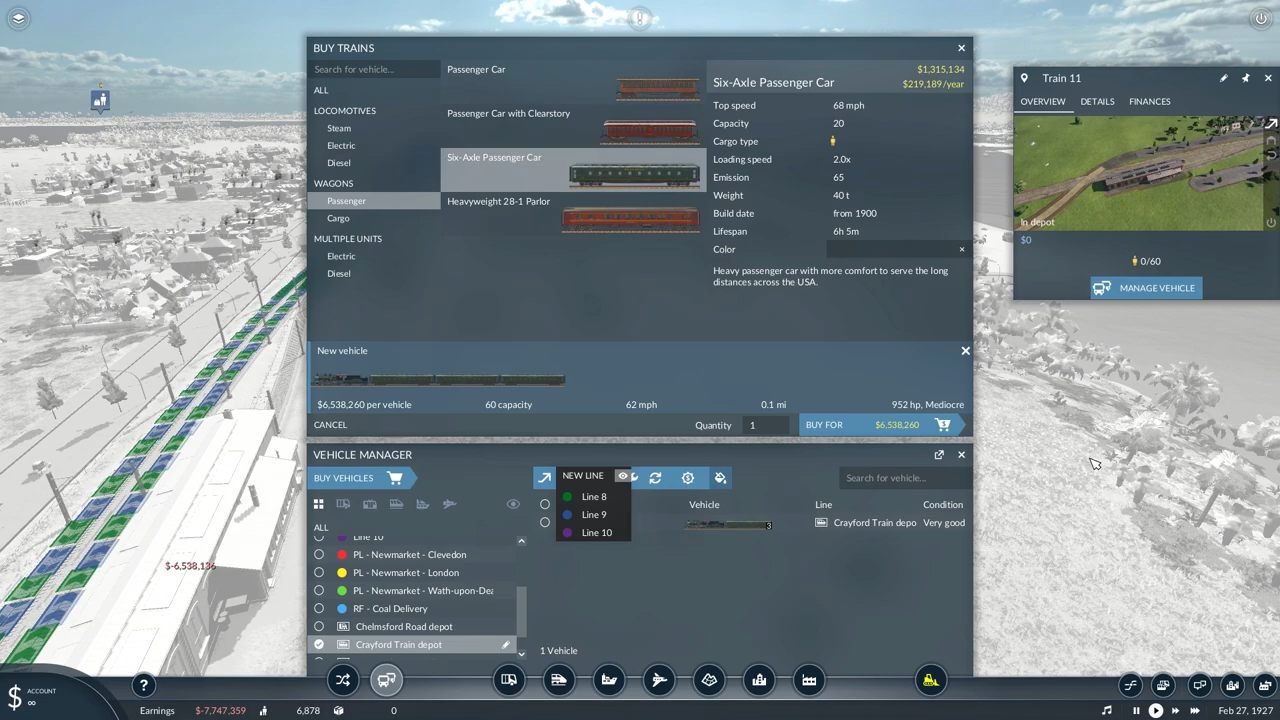 BUY TRAINS
Search for vehicle...
ALL
LOCOMOTIVES
Steam
Electric
Diesel
WAGONS
Passenger
Cargo
MULTIPLE UNITS
Electric
Diesel
Passenger Car
Passenger Car with Clearstory
Six-Axle Passenger Car
Heavyweight 28-1 Parlor
$1,315,134
Six-Axle Passenger Car
$219,189/year
Top speed 68 mph
Capacity 20
Cargo type
Loading speed 2.0x
Emission 65
Weight 40 t
Build date from 1900
Lifespan 6h 5m
Color
Heavy passenger car with more comfort to serve the long
distances across the USA.
New vehicle
$6,538,260 per vehicle 60 capacity 62 mph 0.1 mi 952 hp, Mediocre
CANCEL Quantity 1 BUY FOR $6,538,260
Train 11
OVERVIEW DETAILS FINANCES
In depot
$0
0/60
MANAGE VEHICLE
VEHICLE MANAGER
BUY VEHICLES
NEW LINE
Line 8
Line 9
Line 10
Search for vehicle...
Vehicle Line Condition
3 Crayford Train depo Very good
ALL
Line 10
PL - Newmarket - Clevedon
PL - Newmarket - London
PL - Newmarket - Wath-upon-Dea
RF - Coal Delivery
Chelmsford Road depot
Crayford Train depot
1 Vehicle
$-6,538,136
$ ACCOUNT
∞
?
Earnings $-7,747,359 6,878 0
Feb 27, 1927